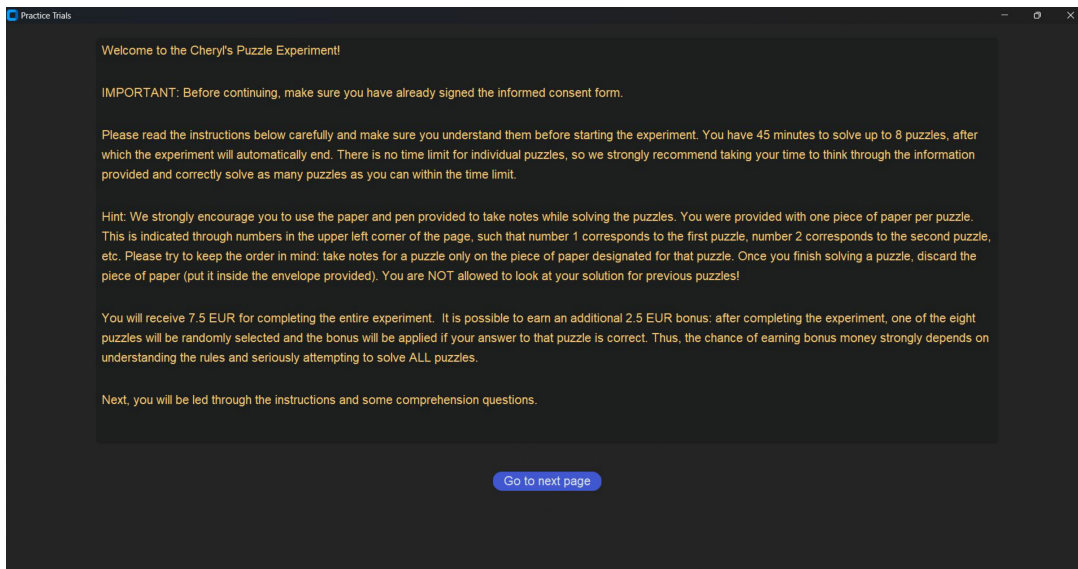 Practice Trials
Welcome to the Cheryl's Puzzle Experiment!
IMPORTANT: Before continuing, make sure you have already signed the informed consent form.
Please read the instructions below carefully and make sure you understand them before starting the experiment. You have 45 minutes to solve up to 8 puzzles, after
which the experiment will automatically end. There is no time limit for individual puzzles, so we strongly recommend taking your time to think through the information
provided and correctly solve as many puzzles as you can within the time limit.
Hint: We strongly encourage you to use the paper and pen provided to take notes while solving the puzzles. You were provided with one piece of paper per puzzle.
This is indicated through numbers in the upper left corner of the page, such that number 1 corresponds to the first puzzle, number 2 corresponds to the second puzzle,
etc. Please try to keep the order in mind: take notes for a puzzle only on the piece of paper designated for that puzzle. Once you finish solving a puzzle, discard the
piece of paper (put it inside the envelope provided). You are NOT allowed to look at your solution for previous puzzles!
You will receive 7.5 EUR for completing the entire experiment.  It is possible to earn an additional 2.5 EUR bonus: after completing the experiment, one of the eight
puzzles will be randomly selected and the bonus will be applied if your answer to that puzzle is correct. Thus, the chance of earning bonus money strongly depends on
understanding the rules and seriously attempting to solve ALL puzzles.
Next, you will be led through the instructions and some comprehension questions.
Go to next page